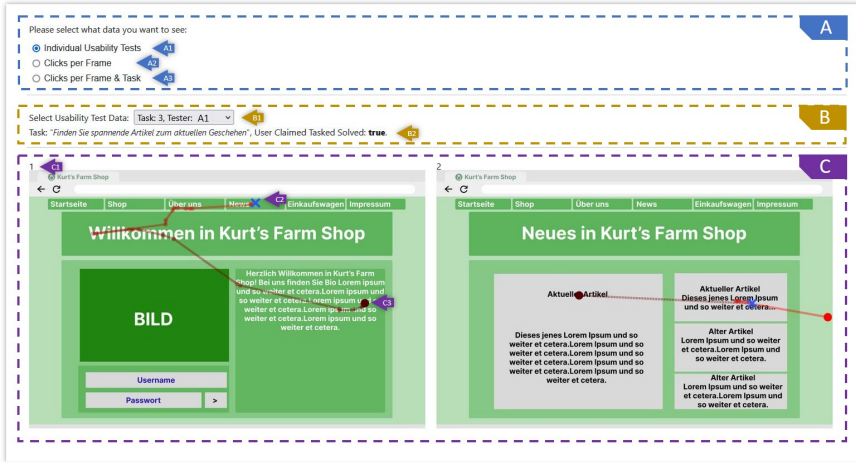 Please select what data you want to see:
A
Individual Usability Tests
A1
Clicks per Frame
A2
Clicks per Frame & Task
A3
Select Usability Test Data: Task: 3, Tester: A1
B1
B
Task: "Finden Sie spannende Artikel zum aktuellen Geschehen", User Claimed Tasked Solved: true.
B2
C
1
C1
Kurt's Farm Shop
Startseite Shop Über uns News Einkaufswagen Impressum
C2
Willkommen in Kurt's Farm Shop
BILD
Herzlich Willkommen in Kurt's Farm
Shop! Bei uns finden Sie Bio Lorem ipsum
und so weiter et cetera.Lorem ipsum und
so weiter et cetera.Lorem ipsum und so
weiter et cetera.Lorem ipsum und so
weiter et cetera.Lorem ipsum und so
weiter et cetera.
C3
Username
Passwort >
2
Kurt's Farm Shop
Startseite Shop Über uns News Einkaufswagen Impressum
Neues in Kurt's Farm Shop
Aktueller Artikel
Dieses jenes Lorem Ipsum und so
weiter et cetera.Lorem Ipsum und so
weiter et cetera.Lorem Ipsum und so
weiter et cetera.Lorem Ipsum und so
weiter et cetera.Lorem Ipsum und so
weiter et cetera.
Aktueller Artikel
Dieses jenes Lorem Ipsum
und so weiter et cetera...
Alter Artikel
Lorem Ipsum und so weiter
et cetera.Lorem Ipsum und
so weiter et cetera.
Alter Artikel
Lorem Ipsum und so weiter
et cetera.Lorem Ipsum und
so weiter et cetera.